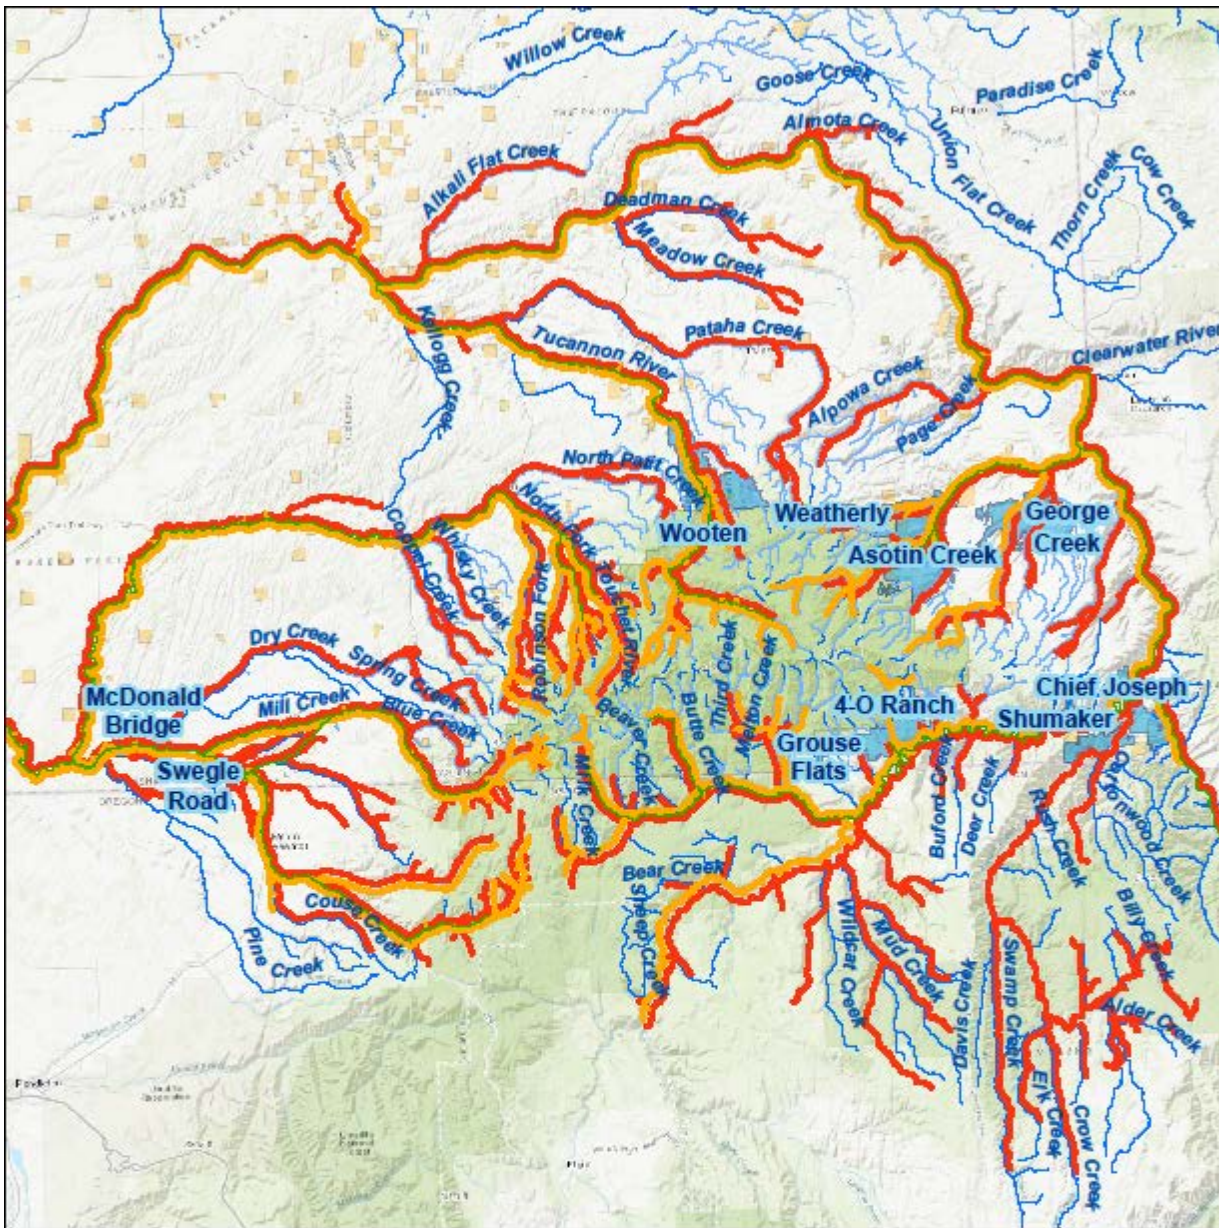 Willow Creek
Goose Creek
Paradise Creek
Almota Creek
Union Flat Creek
Alkali Flat Creek
Thorn Creek
Cow Creek
Deadman Creek
Meadow Creek
Kellogg Creek
Tucannon River
Pataha Creek
Clearwater River
Alpowa Creek
Page Creek
North Patit Creek
North Fork Touchet River
Whisky Creek
Coppei Creek
Wooten
Weatherly
George
Creek
Asotin Creek
Robinson Fork
Dry Creek
Spring Creek
McDonald
Bridge
Mill Creek
Blue Creek
Third Creek
Melton Creek
Butte Creek
Beaver Creek
4-O Ranch
Chief Joseph
Shumaker
Grouse
Flats
Swegle
Road
Milk Creek
Buford Creek
Deer Creek
Rush Creek
Cottonwood Creek
Bear Creek
Sheep Creek
Couse Creek
Pine Creek
Wildcat Creek
Mud Creek
Billy Creek
Davis Creek
Swamp Creek
Alder Creek
Elk Creek
Crow Creek
Pendleton